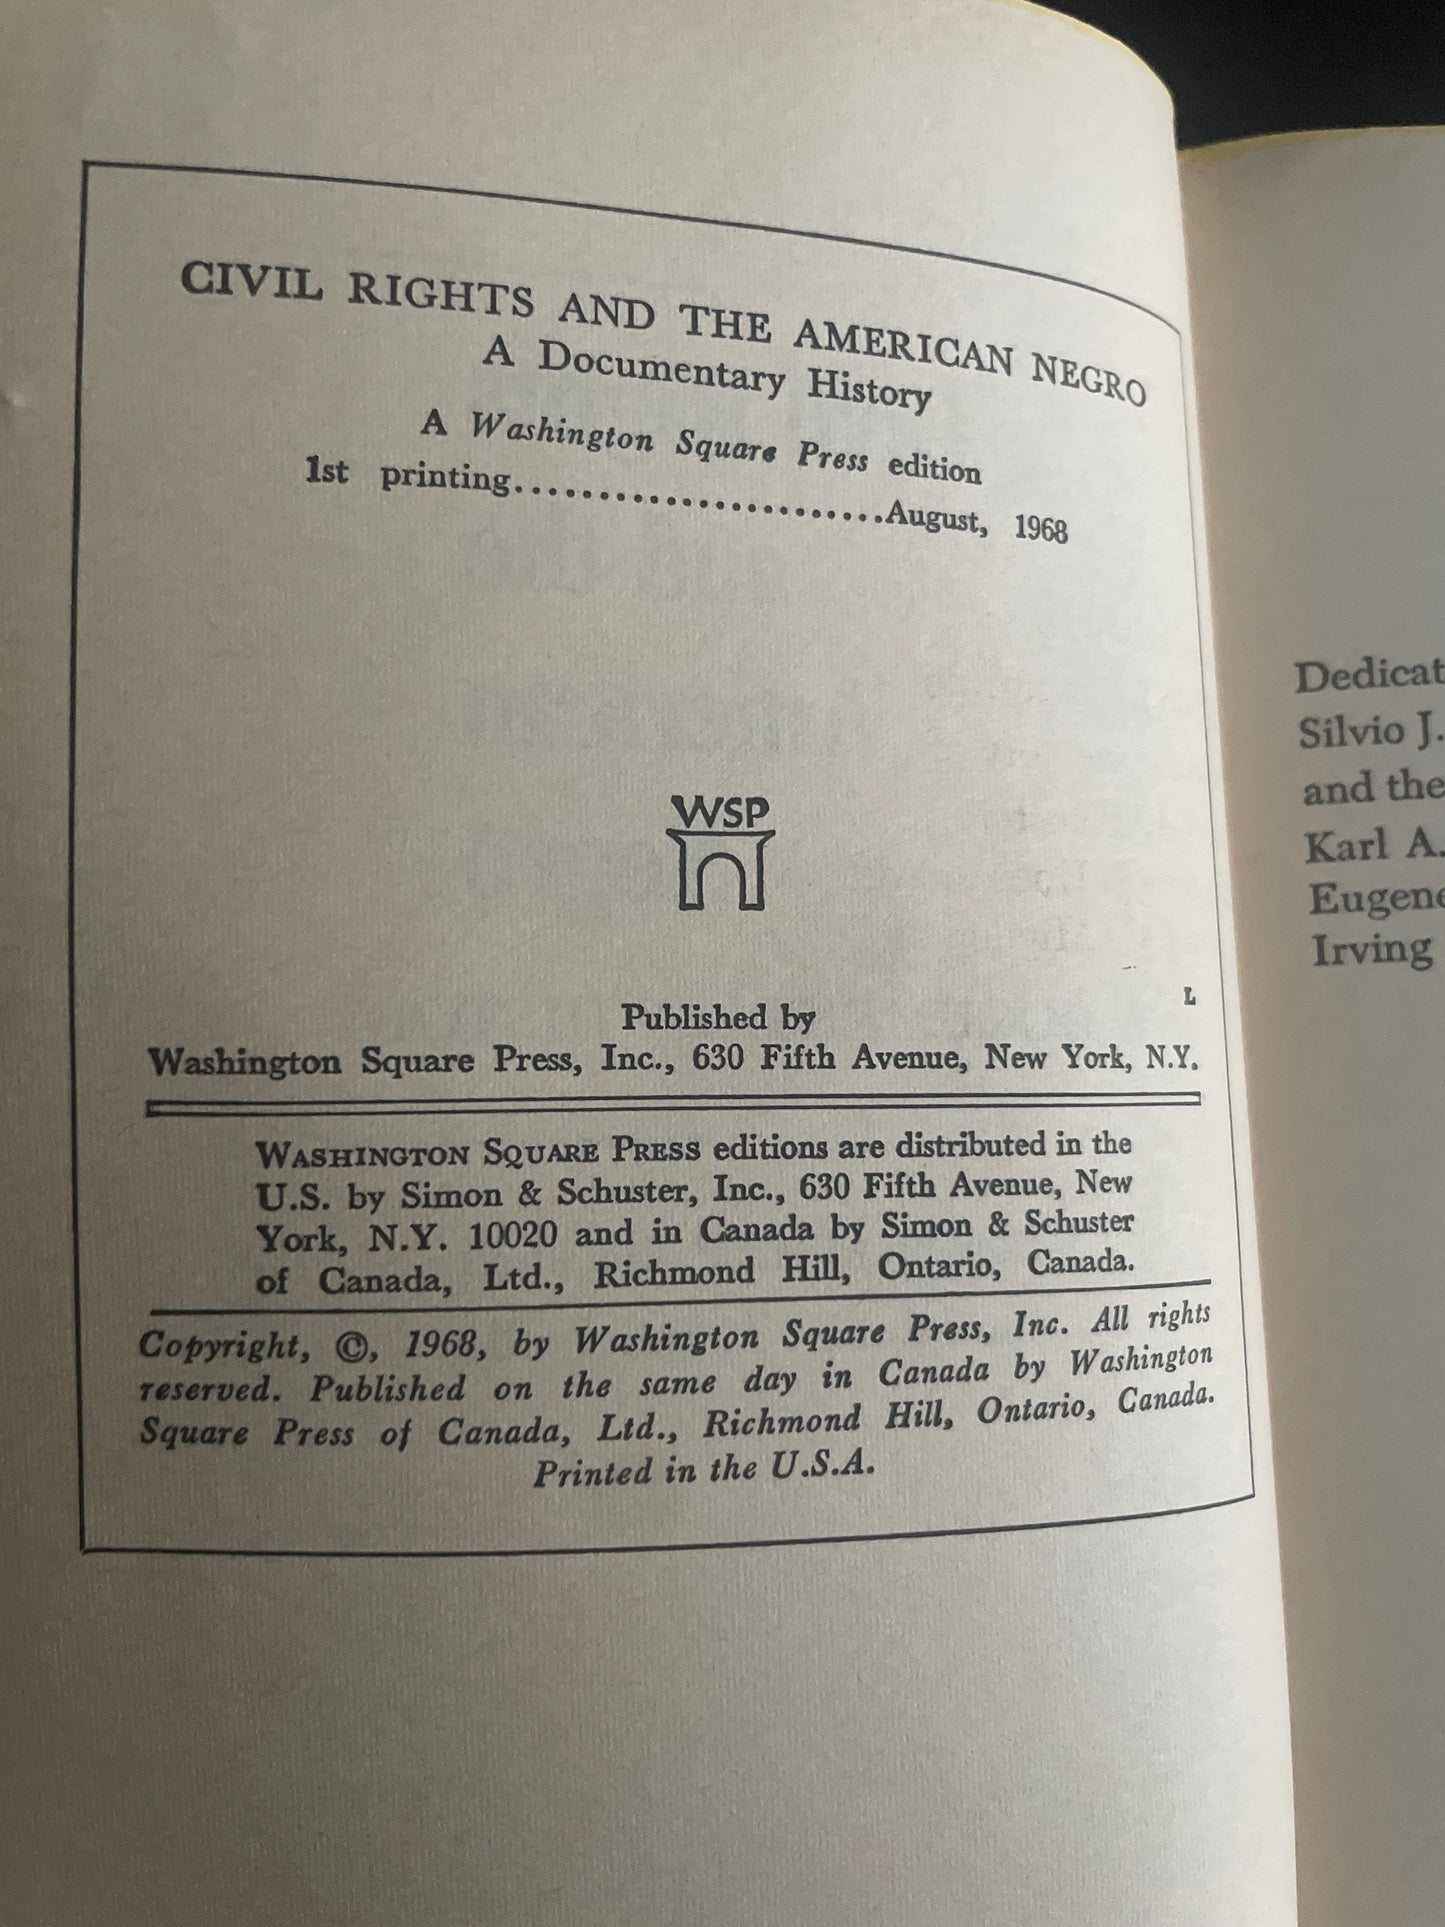 CIVIL RIGHTS AND THE AMERICAN NEGRO
A Documentary History
A Washington Square Press edition
1st printing.......................August, 1968
WSP
L
Published by
Washington Square Press, Inc., 630 Fifth Avenue, New York, N.Y.
WASHINGTON SQUARE PRESS editions are distributed in the
U.S. by Simon & Schuster, Inc., 630 Fifth Avenue, New
York, N.Y. 10020 and in Canada by Simon & Schuster
of Canada, Ltd., Richmond Hill, Ontario, Canada.
Copyright, ©, 1968, by Washington Square Press, Inc. All rights
reserved. Published on the same day in Canada by Washington
Square Press of Canada, Ltd., Richmond Hill, Ontario, Canada.
Printed in the U.S.A.
Dedicat
Silvio J.
and the
Karl A.
Eugene
Irving